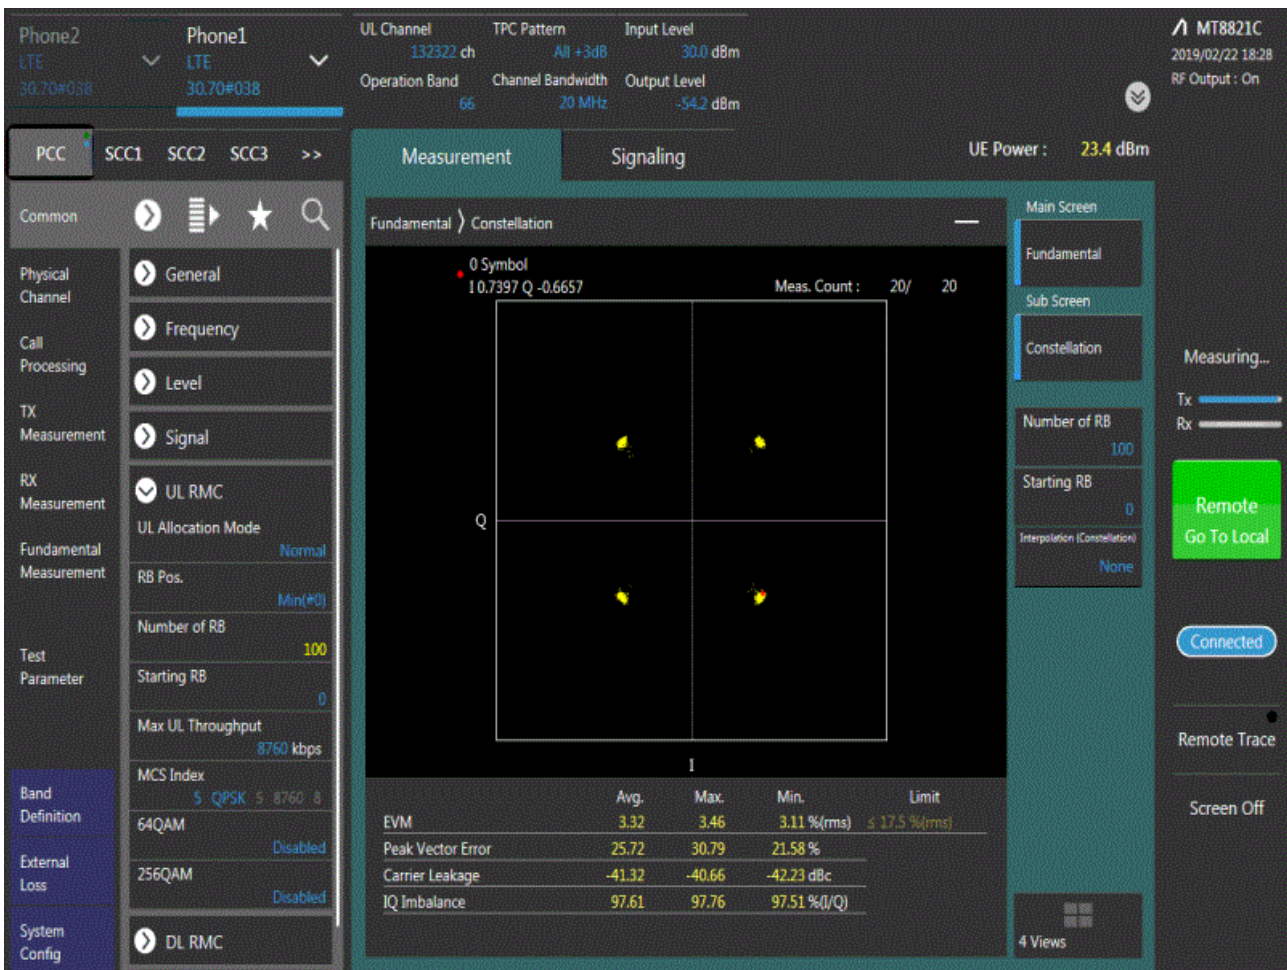 Phone2
LTE
30.70#038
Phone1
LTE
30.70#038
UL Channel
132322 ch
TPC Pattern
All +3dB
Input Level
30.0 dBm
Operation Band
66
Channel Bandwidth
20 MHz
Output Level
-54.2 dBm
MT8821C
2019/02/22 18:28
RF Output : On
PCC SCC1 SCC2 SCC3 >>
Measurement
Signaling
UE Power : 23.4 dBm
Common
Physical
Channel
Call
Processing
TX
Measurement
RX
Measurement
Fundamental
Measurement
Test
Parameter
Band
Definition
External
Loss
System
Config
General
Frequency
Level
Signal
UL RMC
UL Allocation Mode
Normal
RB Pos.
Min(#0)
Number of RB
100
Starting RB
0
Max UL Throughput
8760 kbps
MCS Index
5 QPSK 5 8760 8
64QAM
Disabled
256QAM
Disabled
DL RMC
Fundamental 〉 Constellation
0 Symbol
I 0.7397 Q -0.6657
Meas. Count : 20/ 20
Q
I
Avg. Max. Min. Limit
EVM 3.32 3.46 3.11 %(rms) ≤ 17.5 %(rms)
Peak Vector Error 25.72 30.79 21.58 %
Carrier Leakage -41.32 -40.66 -42.23 dBc
IQ Imbalance 97.61 97.76 97.51 %(I/Q)
Main Screen
Fundamental
Sub Screen
Constellation
Number of RB
100
Starting RB
0
Interpolation (Constellation)
None
4 Views
Measuring...
Tx
Rx
Remote
Go To Local
Connected
Remote Trace
Screen Off